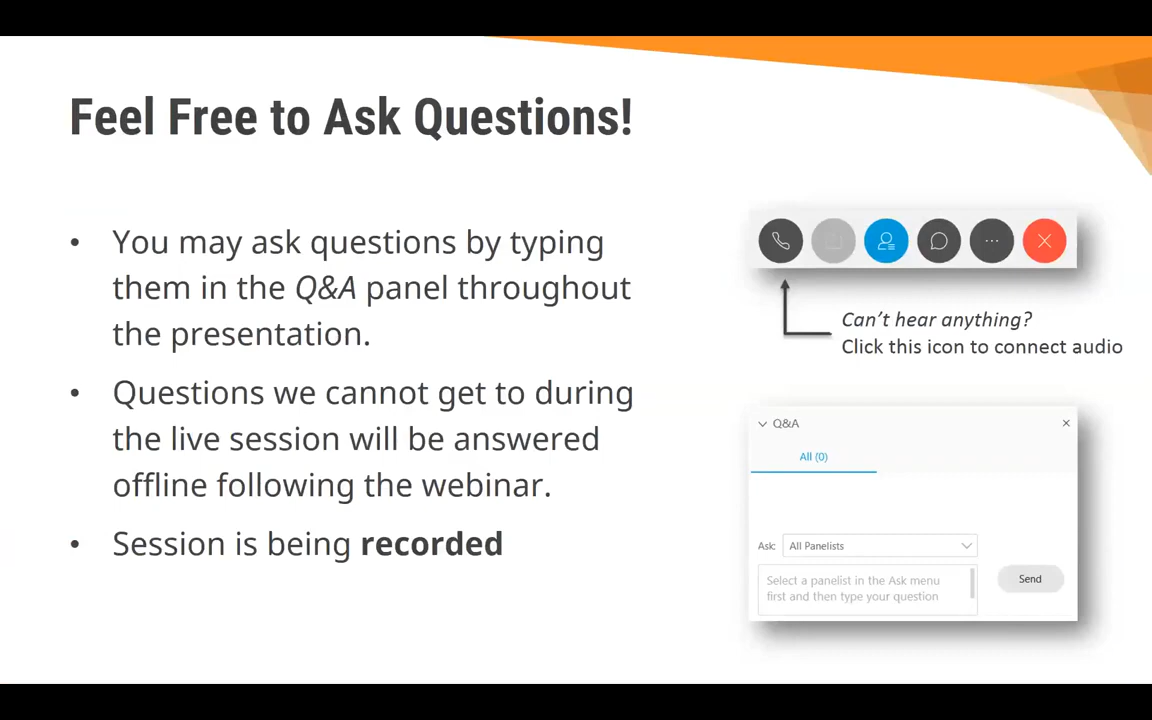 Feel Free to Ask Questions!
• You may ask questions by typing
them in the Q&A panel throughout
the presentation.
• Questions we cannot get to during
the live session will be answered
offline following the webinar.
• Session is being recorded
Can't hear anything?
Click this icon to connect audio
Q&A
All (0)
Ask: All Panelists
Select a panelist in the Ask menu
first and then type your question
Send